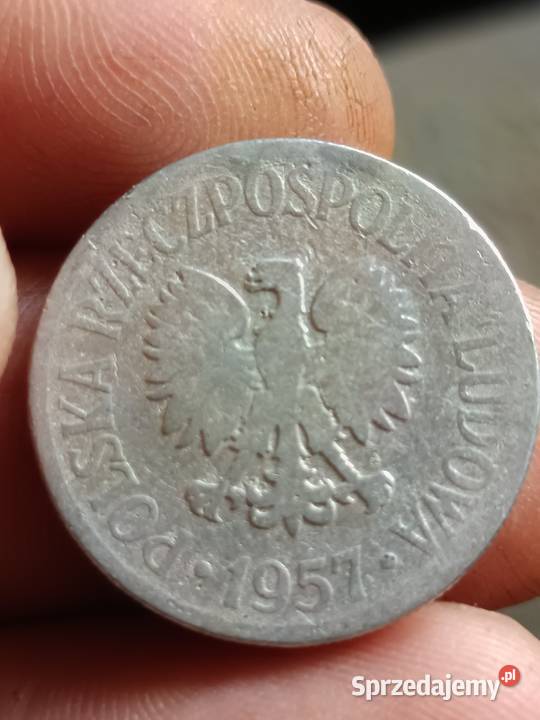 POLSKA RZECZPOSPOLITA LUDOWA
·1957·
Sprzedajemy.pl